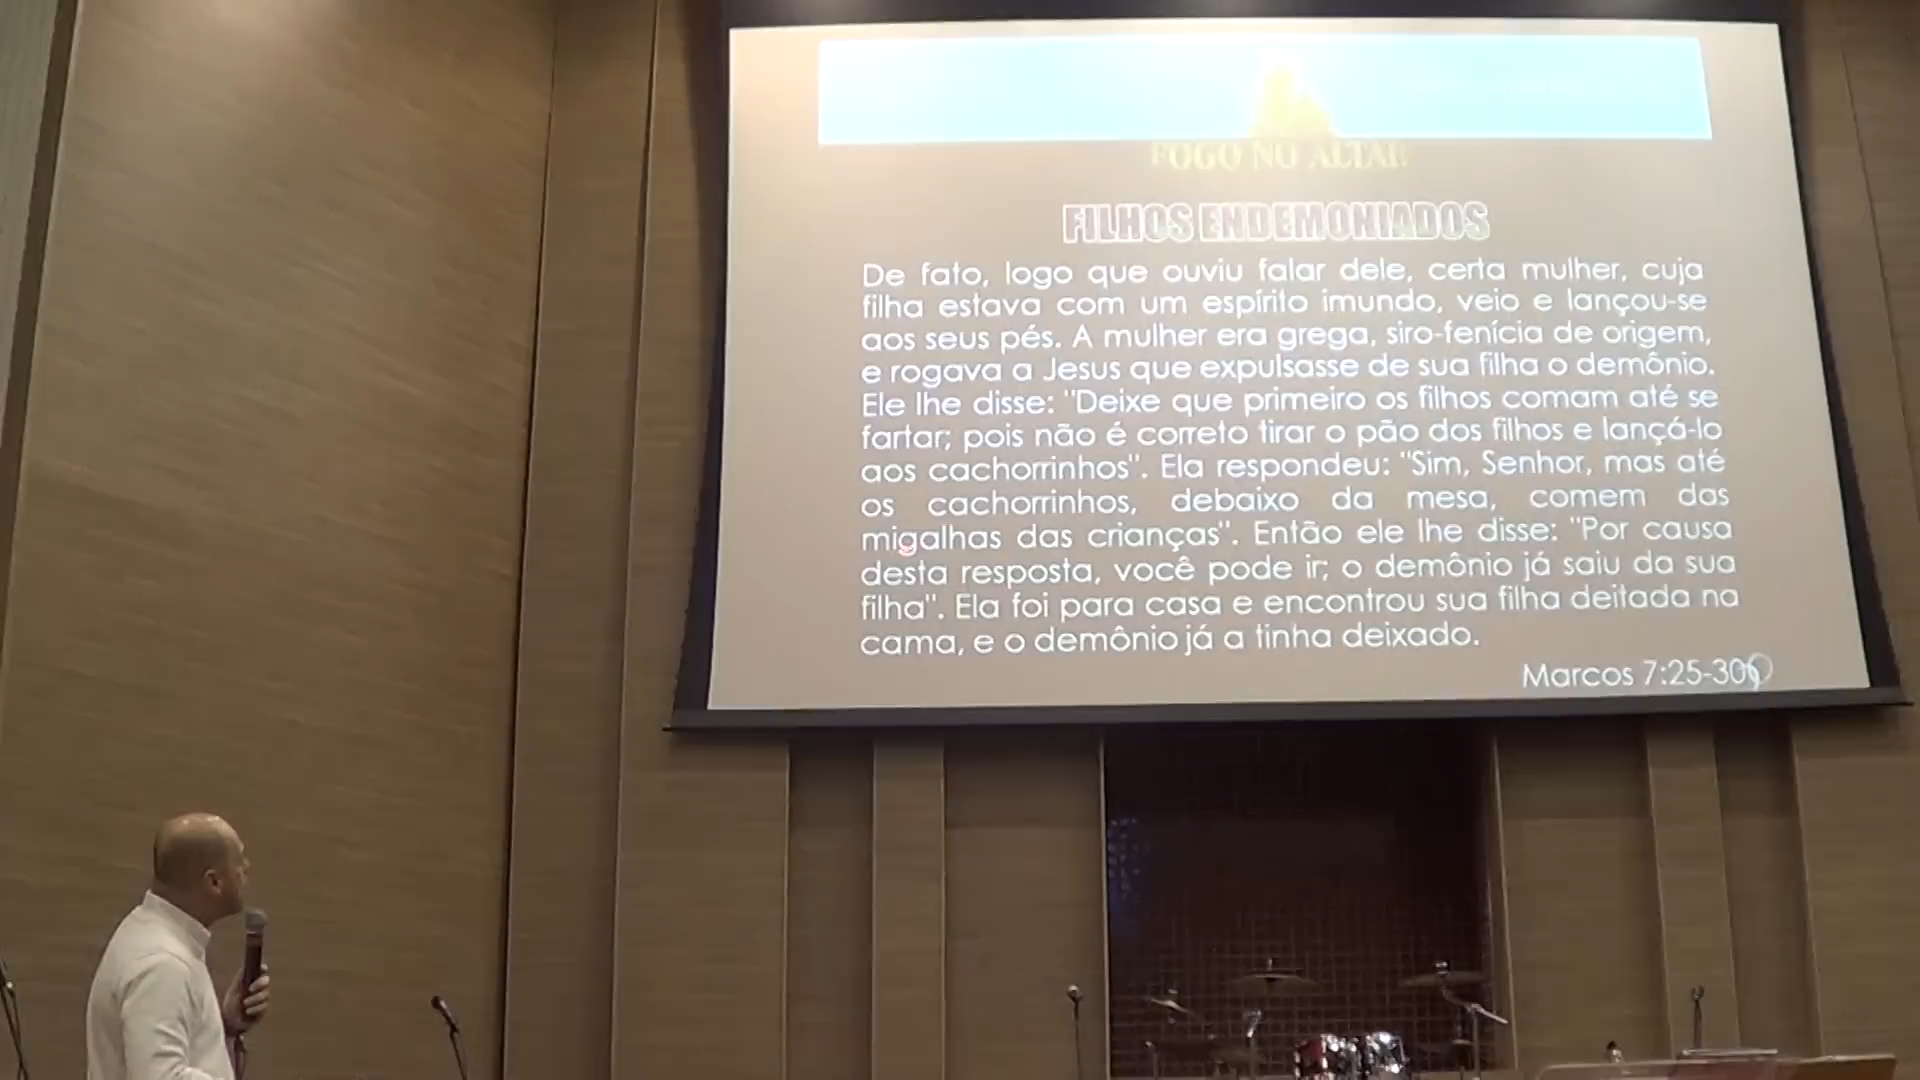 FOGO NO ALTAR
FILHOS ENDEMONIADOS
De fato, logo que ouviu falar dele, certa mulher, cuja
filha estava com um espírito imundo, veio e lançou-se
aos seus pés. A mulher era grega, siro-fenícia de origem,
e rogava a Jesus que expulsasse de sua filha o demônio.
Ele lhe disse: "Deixe que primeiro os filhos comam até se
fartar; pois não é correto tirar o pão dos filhos e lançá-lo
aos cachorrinhos". Ela respondeu: "Sim, Senhor, mas até
os cachorrinhos, debaixo da mesa, comem das
migalhas das crianças". Então ele lhe disse: "Por causa
desta resposta, você pode ir; o demônio já saiu da sua
filha". Ela foi para casa e encontrou sua filha deitada na
cama, e o demônio já a tinha deixado.
Marcos 7:25-30